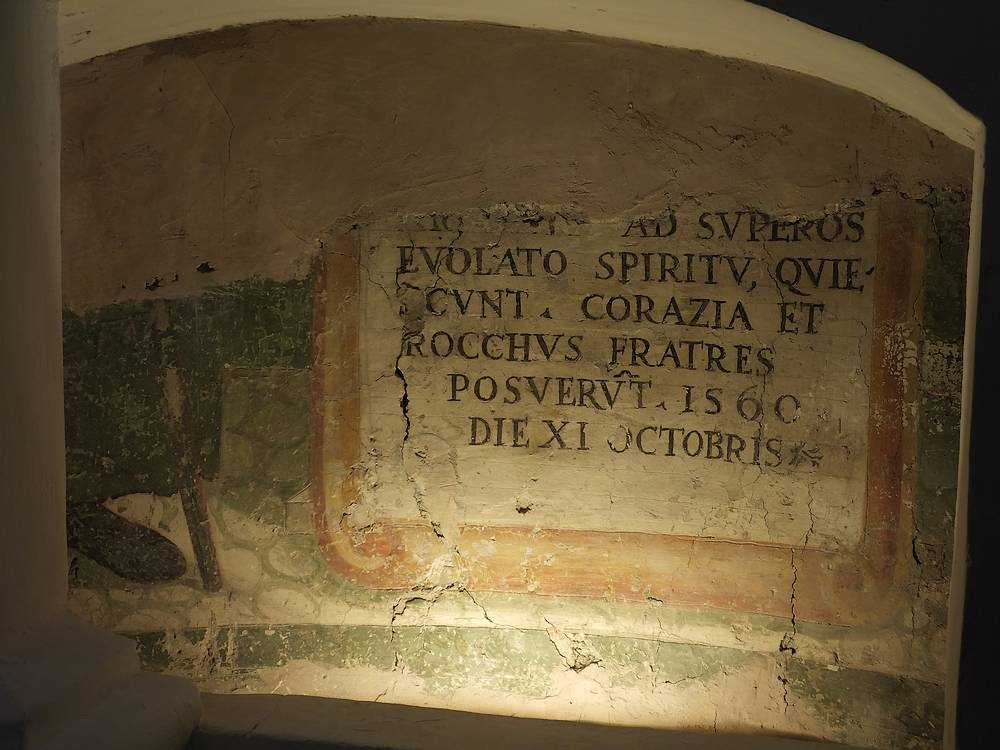 AD SVPEROS
EVOLATO SPIRITV, QVIE-
SCVNT. CORAZIA ET
ROCCHVS FRATRES
POSVERVT̄. 1560
DIE XI OCTOBRIS